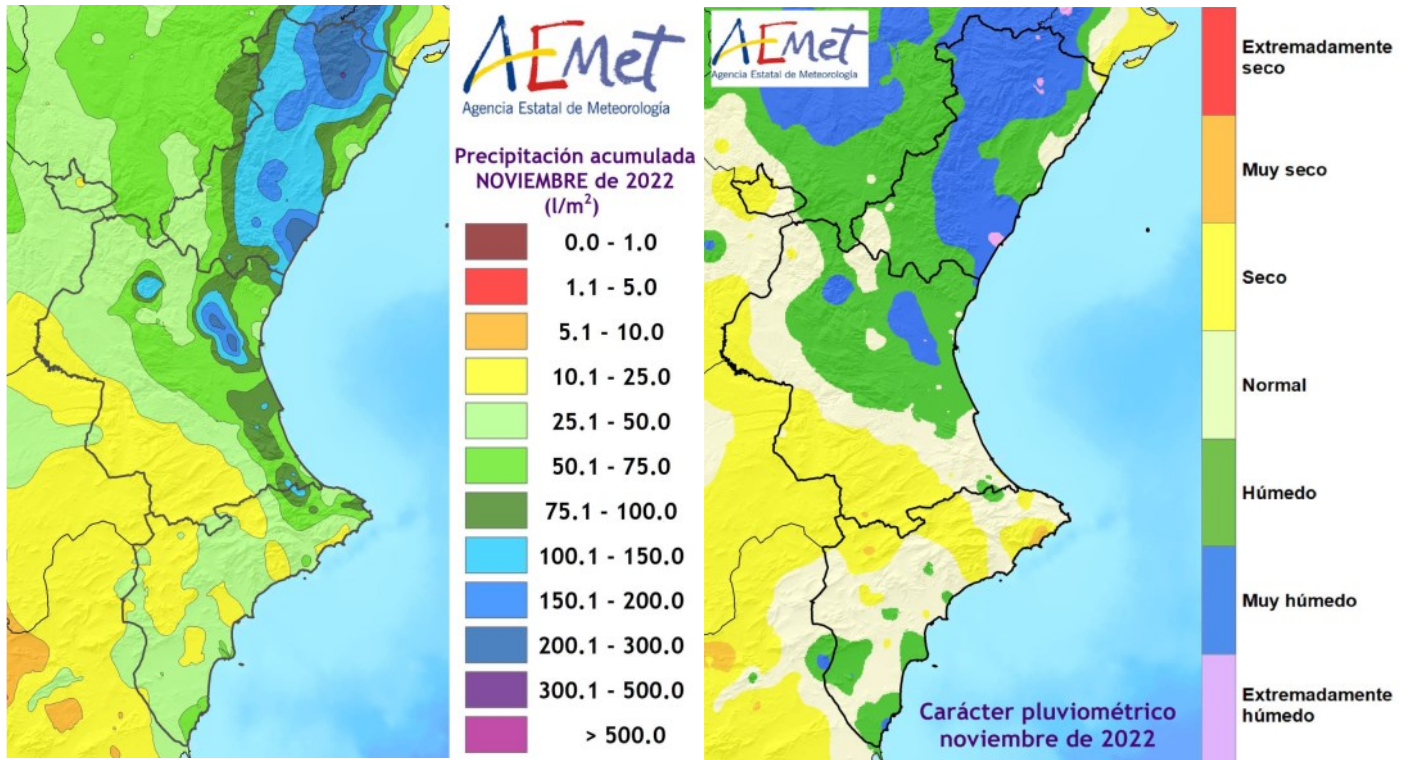 AEMet
Agencia Estatal de Meteorología
Precipitación acumulada
NOVIEMBRE de 2022
(l/m²)
0.0 - 1.0
1.1 - 5.0
5.1 - 10.0
10.1 - 25.0
25.1 - 50.0
50.1 - 75.0
75.1 - 100.0
100.1 - 150.0
150.1 - 200.0
200.1 - 300.0
300.1 - 500.0
> 500.0
AEMet
Agencia Estatal de Meteorología
Carácter pluviométrico
noviembre de 2022
Extremadamente
seco
Muy seco
Seco
Normal
Húmedo
Muy húmedo
Extremadamente
húmedo